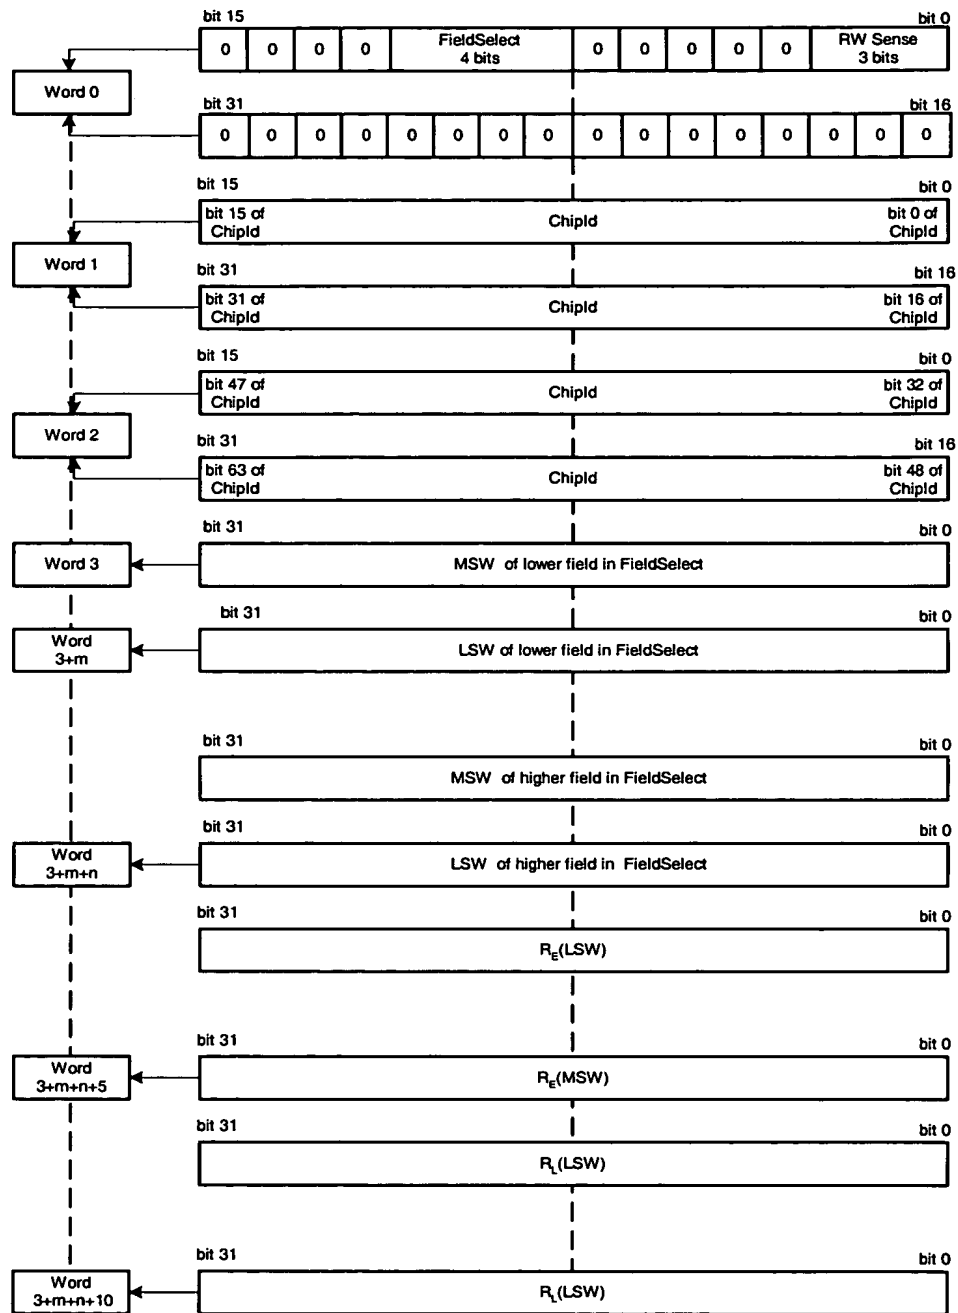 bit 15 bit 0
0 0 0 0 FieldSelect 0 0 0 0 0 RW Sense
4 bits 3 bits
Word 0
bit 31 bit 16
0 0 0 0 0 0 0 0 0 0 0 0 0 0 0 0
bit 15 bit 0
bit 15 of ChipId bit 0 of
ChipId ChipId
Word 1
bit 31 bit 16
bit 31 of ChipId bit 16 of
ChipId ChipId
bit 15 bit 0
bit 47 of ChipId bit 32 of
ChipId ChipId
Word 2
bit 31 bit 16
bit 63 of ChipId bit 48 of
ChipId ChipId
bit 31 bit 0
Word 3 MSW of lower field in FieldSelect
bit 31 bit 0
Word LSW of lower field in FieldSelect
3+m
bit 31 bit 0
MSW of higher field in FieldSelect
bit 31 bit 0
Word LSW of higher field in FieldSelect
3+m+n
bit 31 bit 0
R_E(LSW)
bit 31 bit 0
Word R_E(MSW)
3+m+n+5
bit 31 bit 0
R_L(LSW)
bit 31 bit 0
Word R_L(LSW)
3+m+n+10